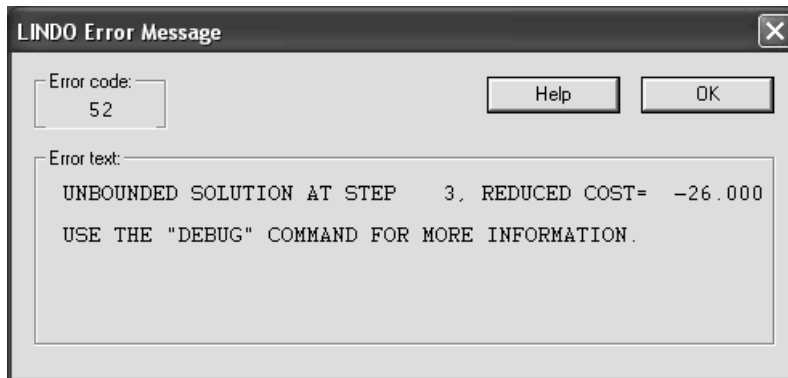 LINDO Error Message
Error code:
52
Help
OK
Error text:
UNBOUNDED SOLUTION AT STEP 3, REDUCED COST= -26.000
USE THE "DEBUG" COMMAND FOR MORE INFORMATION.